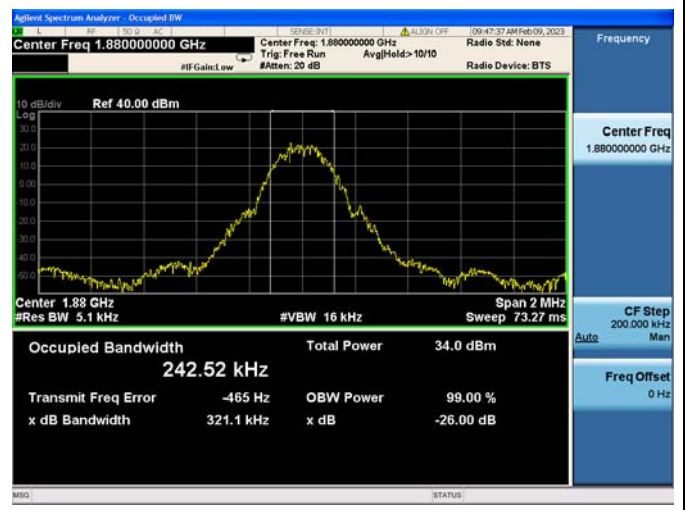 Agilent Spectrum Analyzer - Occupied BW
L RF 50 Ω AC SENSE:INT ALIGN OFF 09:47:37 AM Feb 09, 2023
Center Freq 1.880000000 GHz
Center Freq: 1.880000000 GHz
Radio Std: None
Trig: Free Run Avg|Hold:>10/10
#IFGain:Low #Atten: 20 dB Radio Device: BTS
10 dB/div Ref 40.00 dBm
Log
30.0
20.0
10.0
0.00
-10.0
-20.0
-30.0
-40.0
-50.0
Center 1.88 GHz Span 2 MHz
#Res BW 5.1 kHz #VBW 16 kHz Sweep 73.27 ms
Occupied Bandwidth Total Power 34.0 dBm
242.52 kHz
Transmit Freq Error -465 Hz OBW Power 99.00 %
x dB Bandwidth 321.1 kHz x dB -26.00 dB
MSG STATUS
Frequency
Center Freq
1.880000000 GHz
CF Step
200.000 kHz
Auto Man
Freq Offset
0 Hz